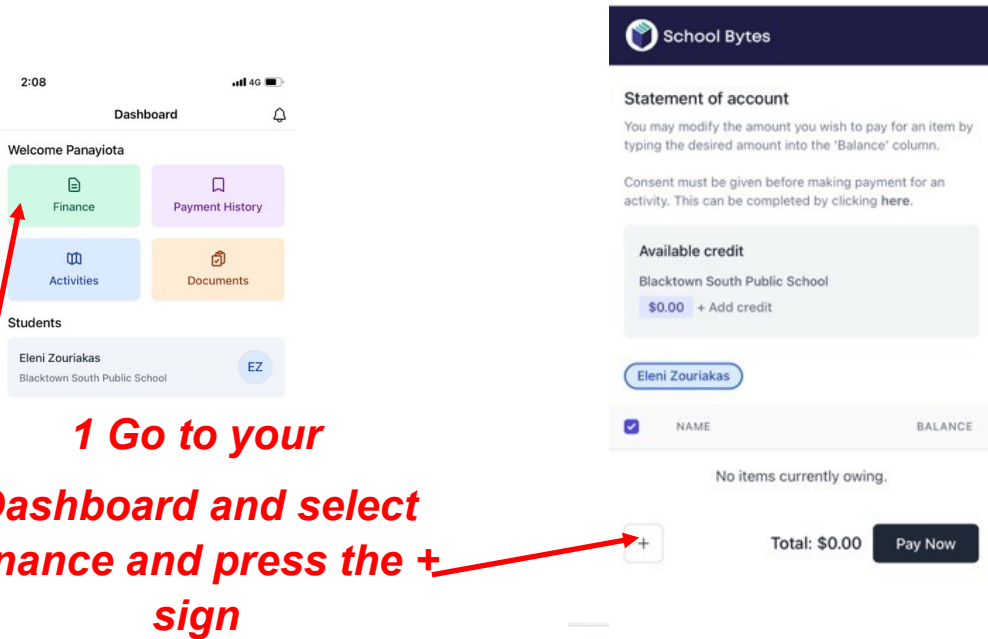 2:08
4G
Dashboard
Welcome Panayiota
Finance
Payment History
Activities
Documents
Students
Eleni Zouriakas
Blacktown South Public School
EZ
1 Go to your
ashboard and select
nance and press the +
sign
School Bytes
Statement of account
You may modify the amount you wish to pay for an item by
typing the desired amount into the 'Balance' column.
Consent must be given before making payment for an
activity. This can be completed by clicking here.
Available credit
Blacktown South Public School
$0.00 + Add credit
Eleni Zouriakas
NAME BALANCE
No items currently owing.
+ Total: $0.00 Pay Now